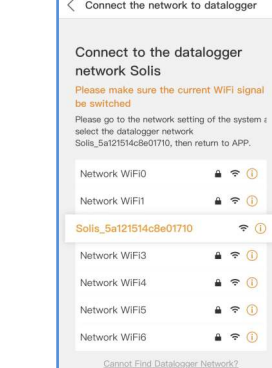 Connect the network to datalogger
Connect to the datalogger
network Solis
Please make sure the current WiFi signal
be switched
Please go to the network setting of the system a
select the datalogger network
Solis_5a121514c8e01710, then return to APP.
Network WiFi0
Network WiFi1
Solis_5a121514c8e01710
Network WiFi3
Network WiFi4
Network WiFi5
Network WiFi6
Cannot Find Datalogger Network?